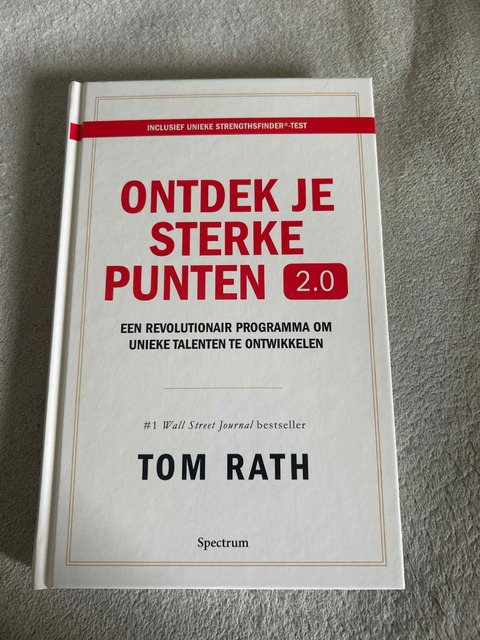 INCLUSIEF UNIEKE STRENGTHSFINDER®-TEST
ONTDEK JE
STERKE
PUNTEN 2.0
EEN REVOLUTIONAIR PROGRAMMA OM
UNIEKE TALENTEN TE ONTWIKKELEN
#1 Wall Street Journal bestseller
TOM RATH
Spectrum